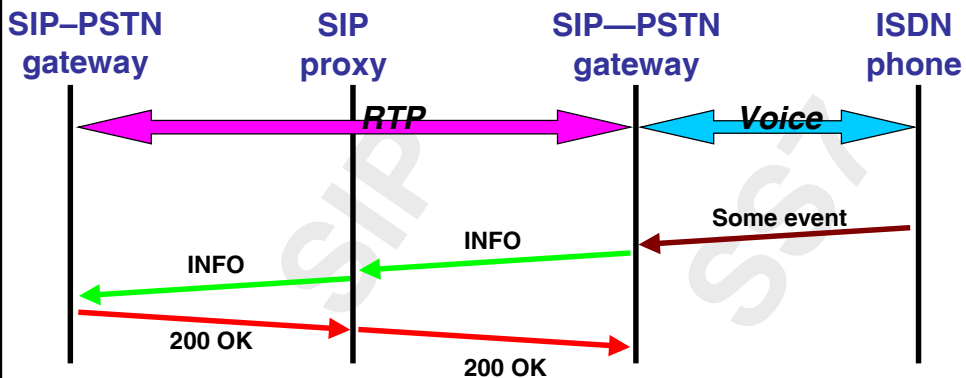 SIP–PSTN
gateway
SIP
proxy
SIP—PSTN
gateway
ISDN
phone
RTP
Voice
SIP
SS7
Some event
INFO
INFO
200 OK
200 OK